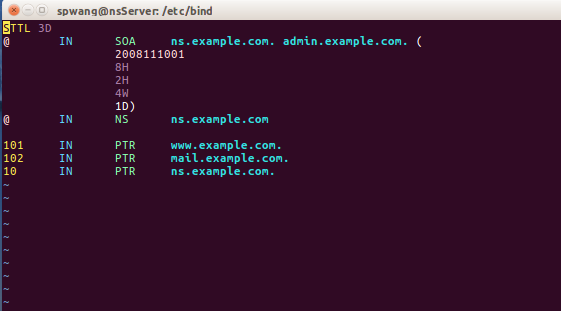 spwang@nsServer: /etc/bind
$TTL 3D
@ IN SOA ns.example.com. admin.example.com. (
2008111001
8H
2H
4W
1D)
@ IN NS ns.example.com
101 IN PTR www.example.com.
102 IN PTR mail.example.com.
10 IN PTR ns.example.com.
~
~
~
~
~
~
~
~
~
~